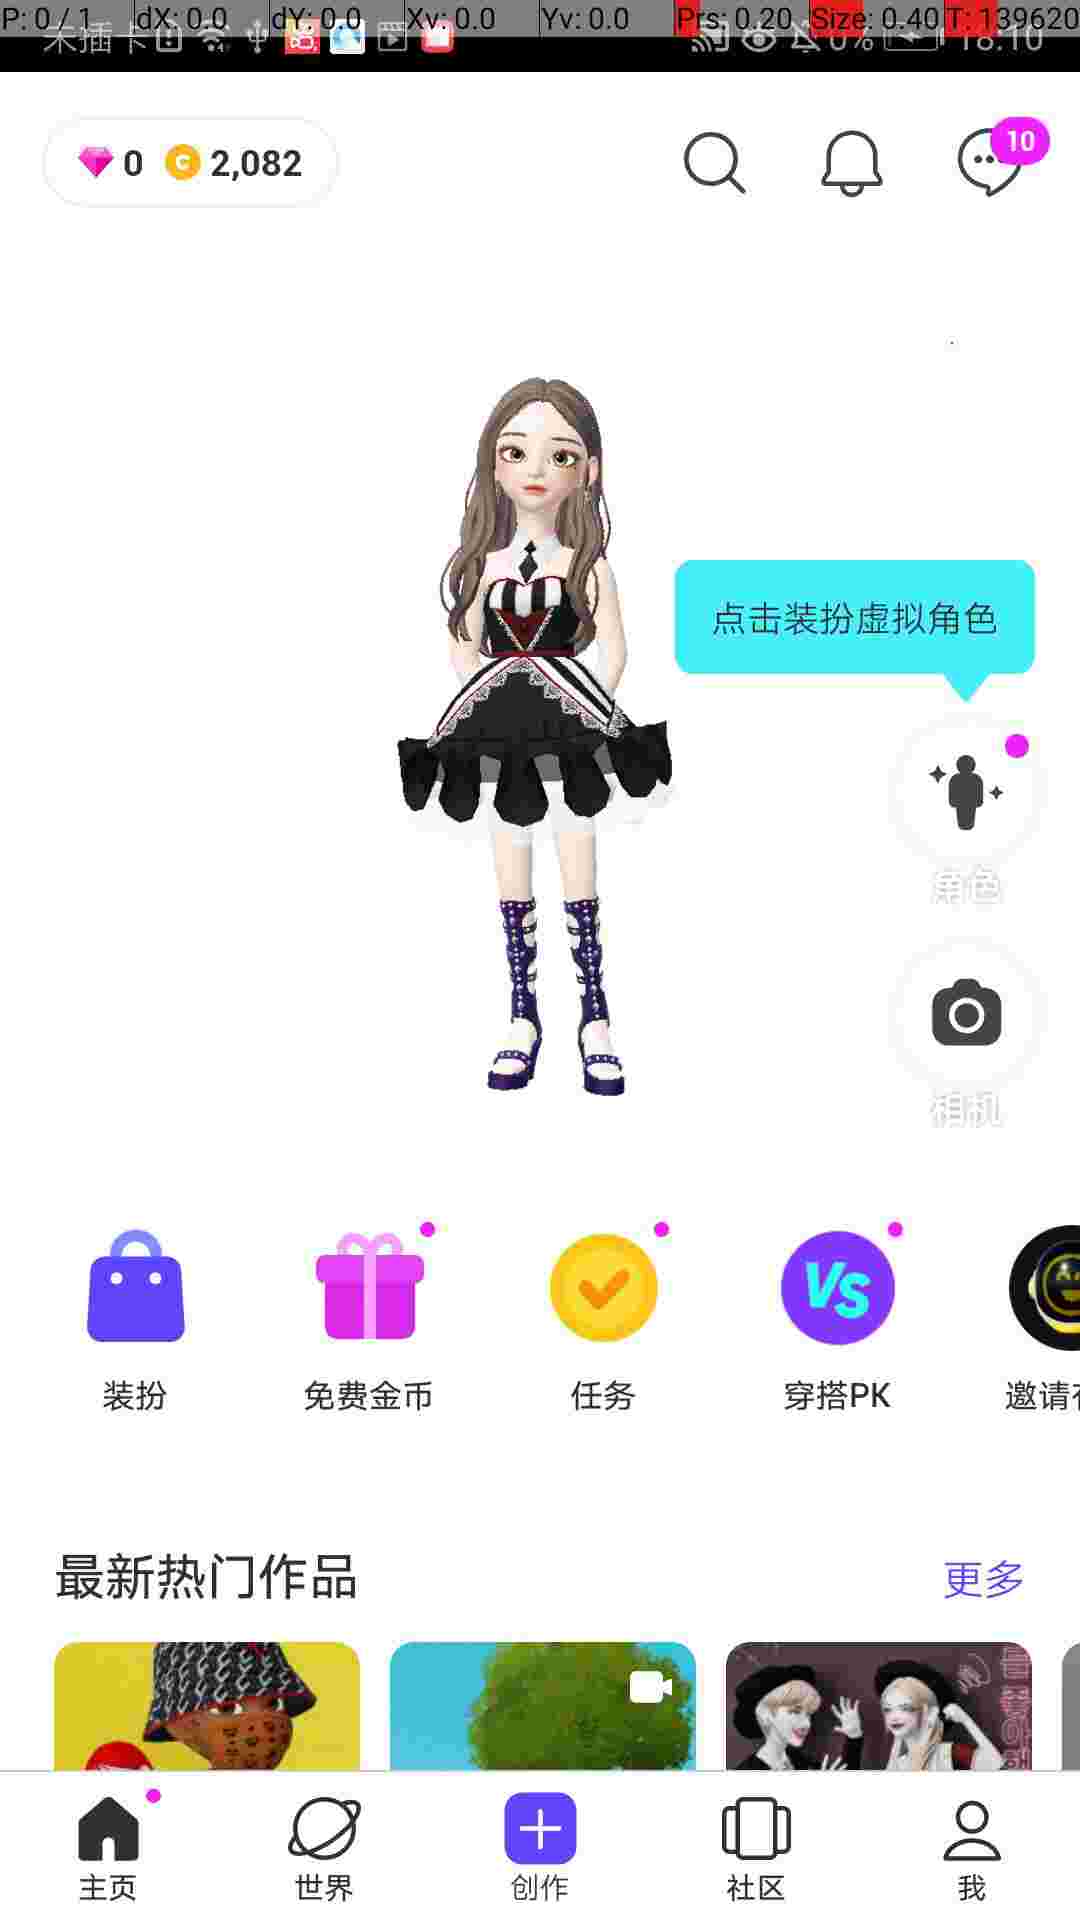 P: 0 / 1 dX: 0.0 dY: 0.0 Xv: 0.0 Yv: 0.0 Prs: 0.20 Size: 0.40 T: 139620
未插卡 0% 18:10
0 2,082 10
点击装扮虚拟角色
角色
相机
VS
装扮 免费金币 任务 穿搭PK 邀请
最新热门作品 更多
主页 世界 创作 社区 我